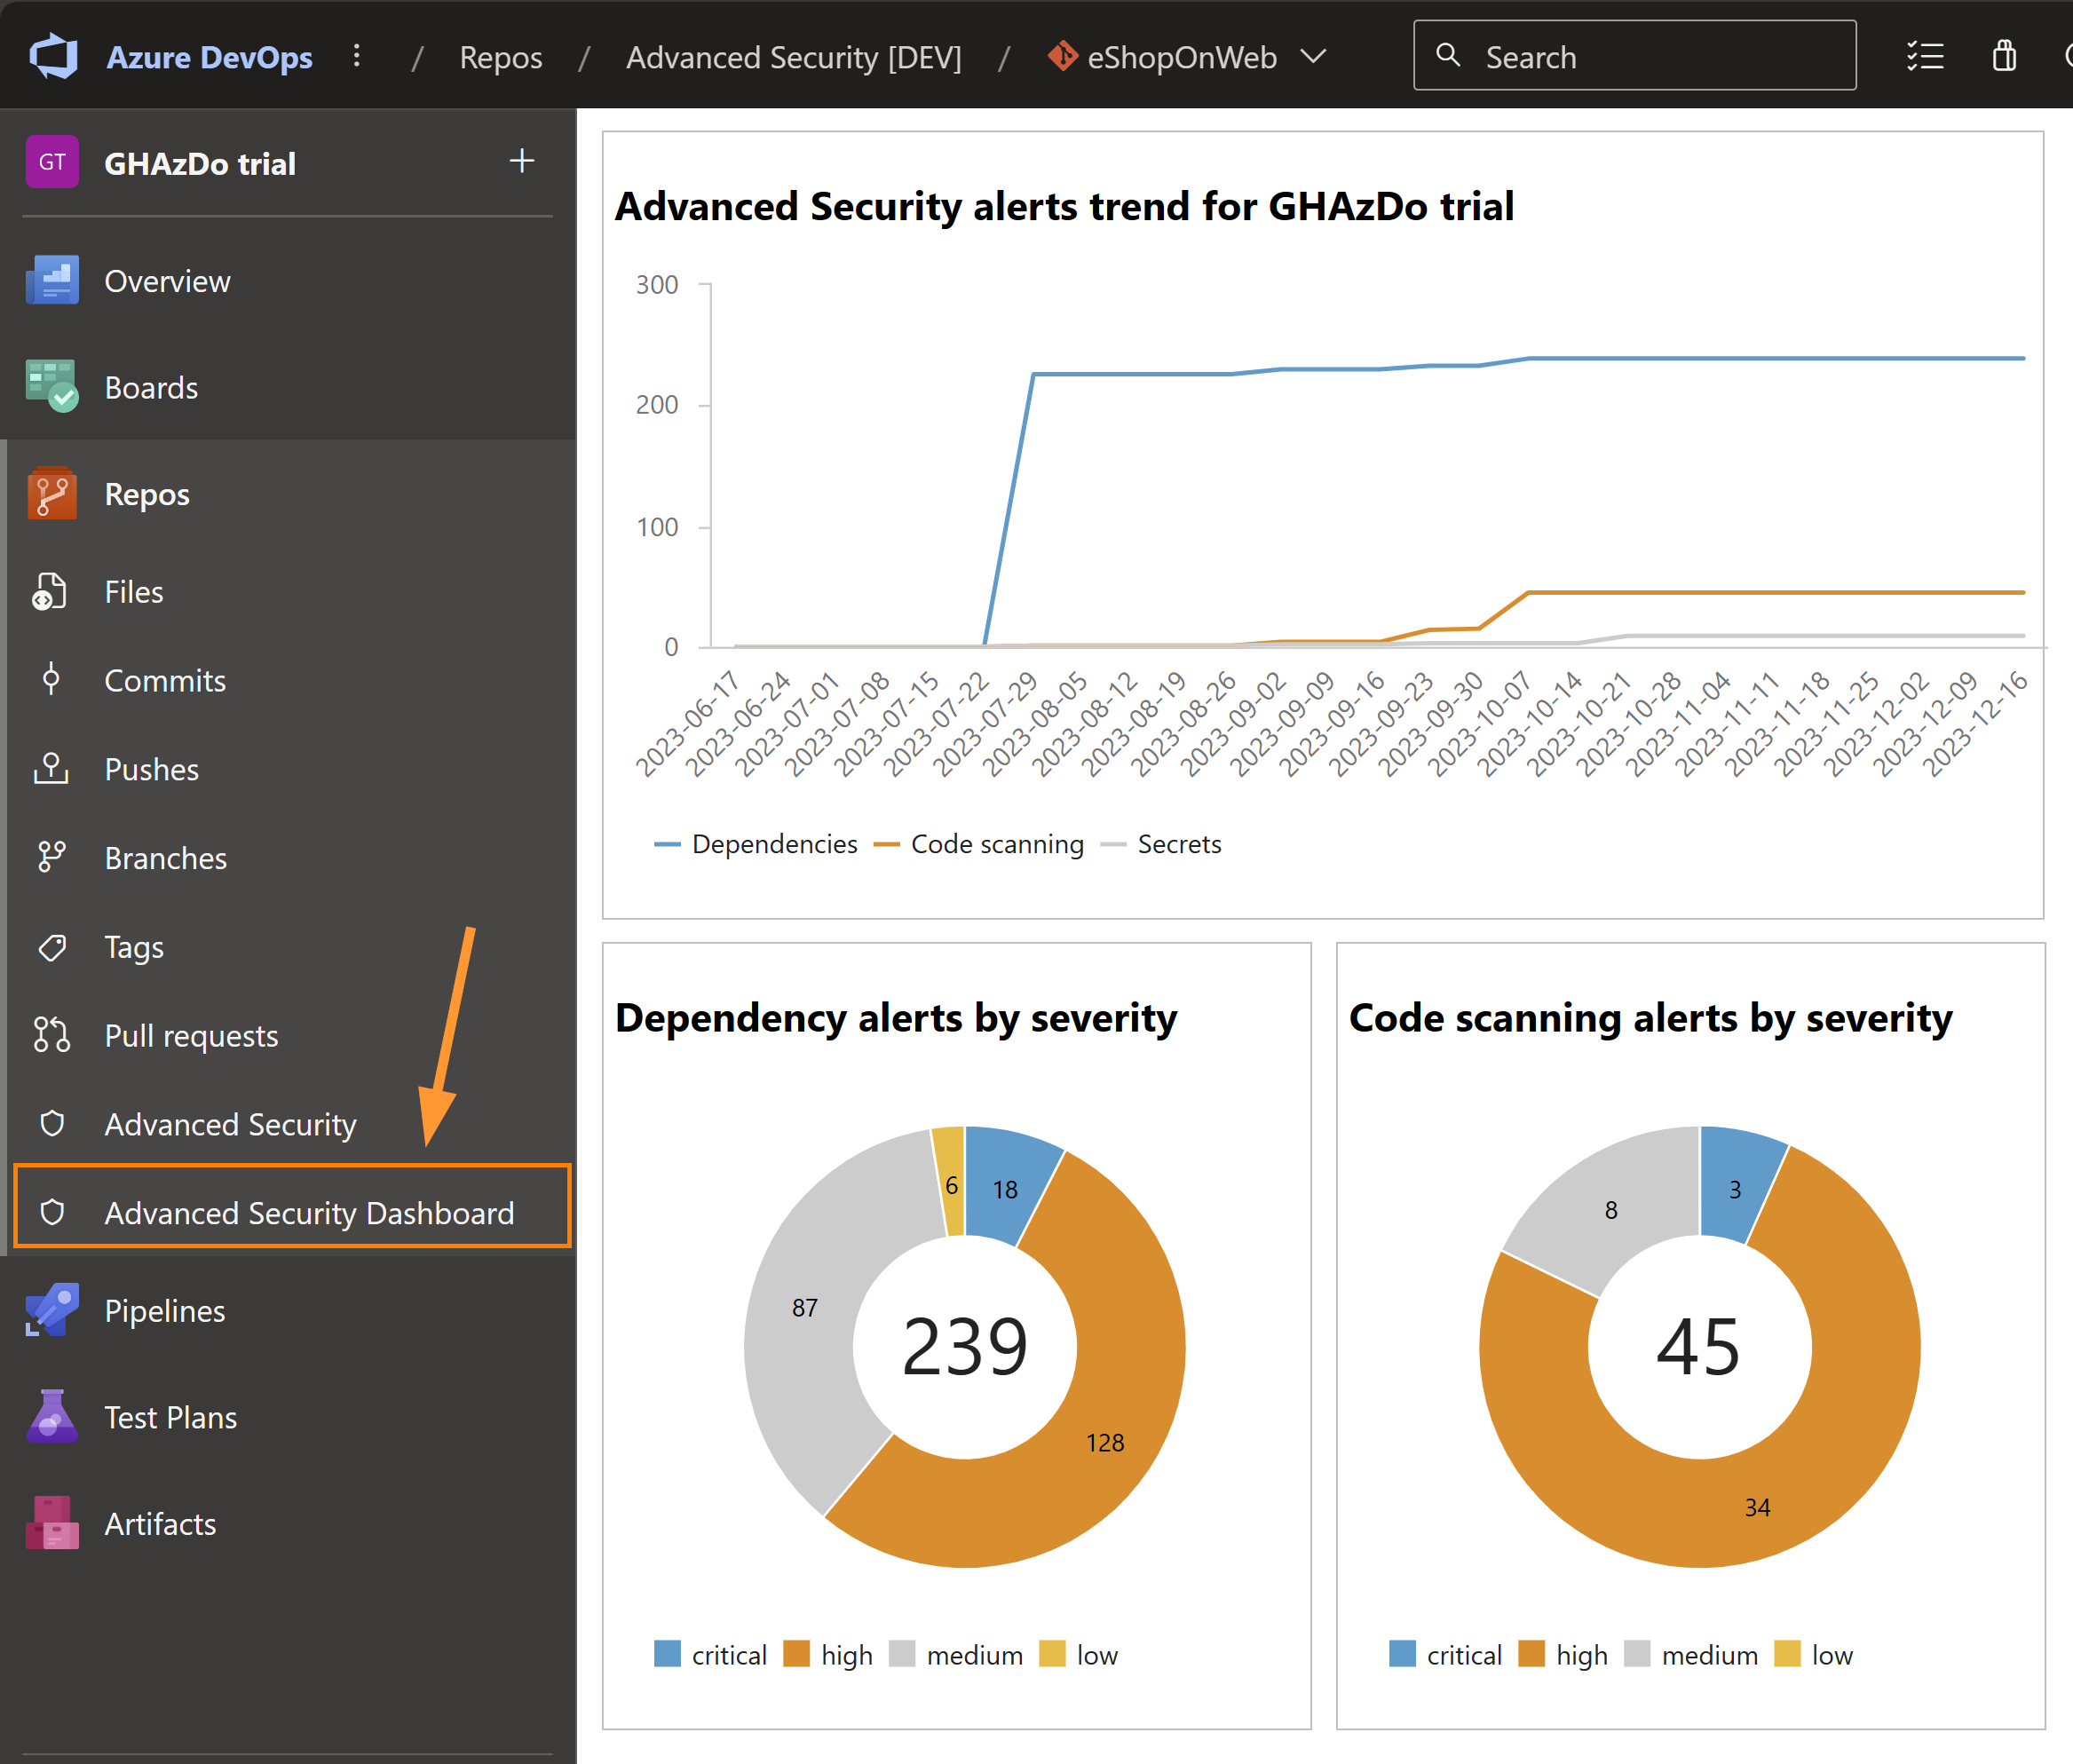 Azure DevOps / Repos / Advanced Security [DEV] / eShopOnWeb Search
GT GHAzDo trial
Overview
Boards
Repos
Files
Commits
Pushes
Branches
Tags
Pull requests
Advanced Security
Advanced Security Dashboard
Pipelines
Test Plans
Artifacts
Advanced Security alerts trend for GHAzDo trial
300
200
100
0
2023-06-17
2023-06-24
2023-07-01
2023-07-08
2023-07-15
2023-07-22
2023-07-29
2023-08-05
2023-08-12
2023-08-19
2023-08-26
2023-09-02
2023-09-09
2023-09-16
2023-09-23
2023-09-30
2023-10-07
2023-10-14
2023-10-21
2023-10-28
2023-11-04
2023-11-11
2023-11-18
2023-11-25
2023-12-02
2023-12-09
2023-12-16
Dependencies Code scanning Secrets
Dependency alerts by severity
6
18
87
239
128
critical high medium low
Code scanning alerts by severity
3
8
45
34
critical high medium low